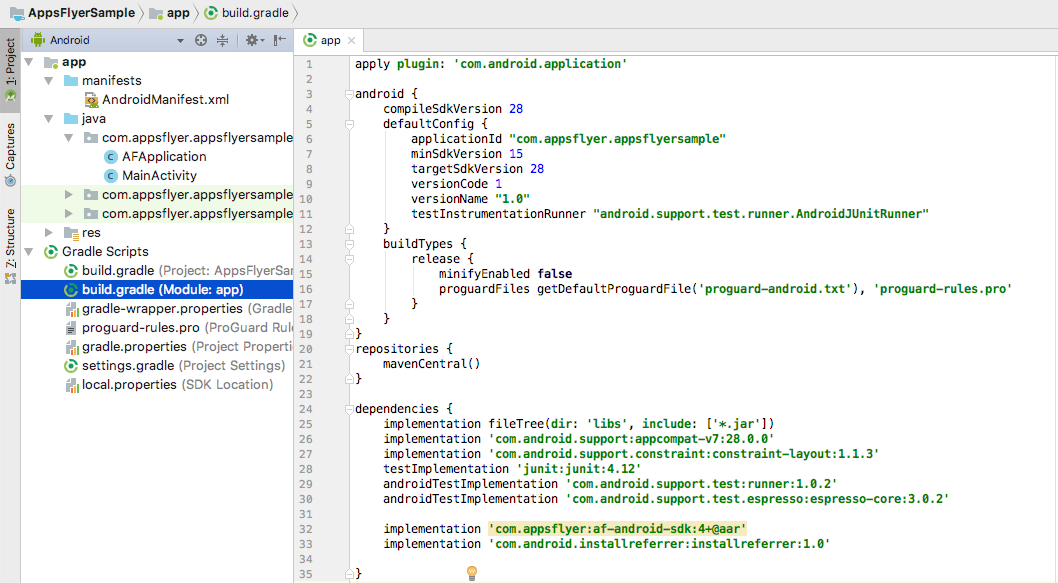 AppsFlyerSample app build.gradle
1: Project
Captures
7: Structure
Android
app
manifests
AndroidManifest.xml
java
com.appsflyer.appsflyersample
C AFApplication
C MainActivity
com.appsflyer.appsflyersample
com.appsflyer.appsflyersample
res
Gradle Scripts
build.gradle (Project: AppsFlyerSar
build.gradle (Module: app)
gradle-wrapper.properties (Gradle
proguard-rules.pro (ProGuard Rul
gradle.properties (Project Properti
settings.gradle (Project Settings)
local.properties (SDK Location)
app
1 apply plugin: 'com.android.application'
2
3 android {
4 compileSdkVersion 28
5 defaultConfig {
6 applicationId "com.appsflyer.appsflyersample"
7 minSdkVersion 15
8 targetSdkVersion 28
9 versionCode 1
10 versionName "1.0"
11 testInstrumentationRunner "android.support.test.runner.AndroidJUnitRunner"
12 }
13 buildTypes {
14 release {
15 minifyEnabled false
16 proguardFiles getDefaultProguardFile('proguard-android.txt'), 'proguard-rules.pro'
17 }
18 }
19 }
20 repositories {
21 mavenCentral()
22 }
23
24 dependencies {
25 implementation fileTree(dir: 'libs', include: ['*.jar'])
26 implementation 'com.android.support:appcompat-v7:28.0.0'
27 implementation 'com.android.support.constraint:constraint-layout:1.1.3'
28 testImplementation 'junit:junit:4.12'
29 androidTestImplementation 'com.android.support.test:runner:1.0.2'
30 androidTestImplementation 'com.android.support.test.espresso:espresso-core:3.0.2'
31
32 implementation 'com.appsflyer:af-android-sdk:4+@aar'
33 implementation 'com.android.installreferrer:installreferrer:1.0'
34
35 }